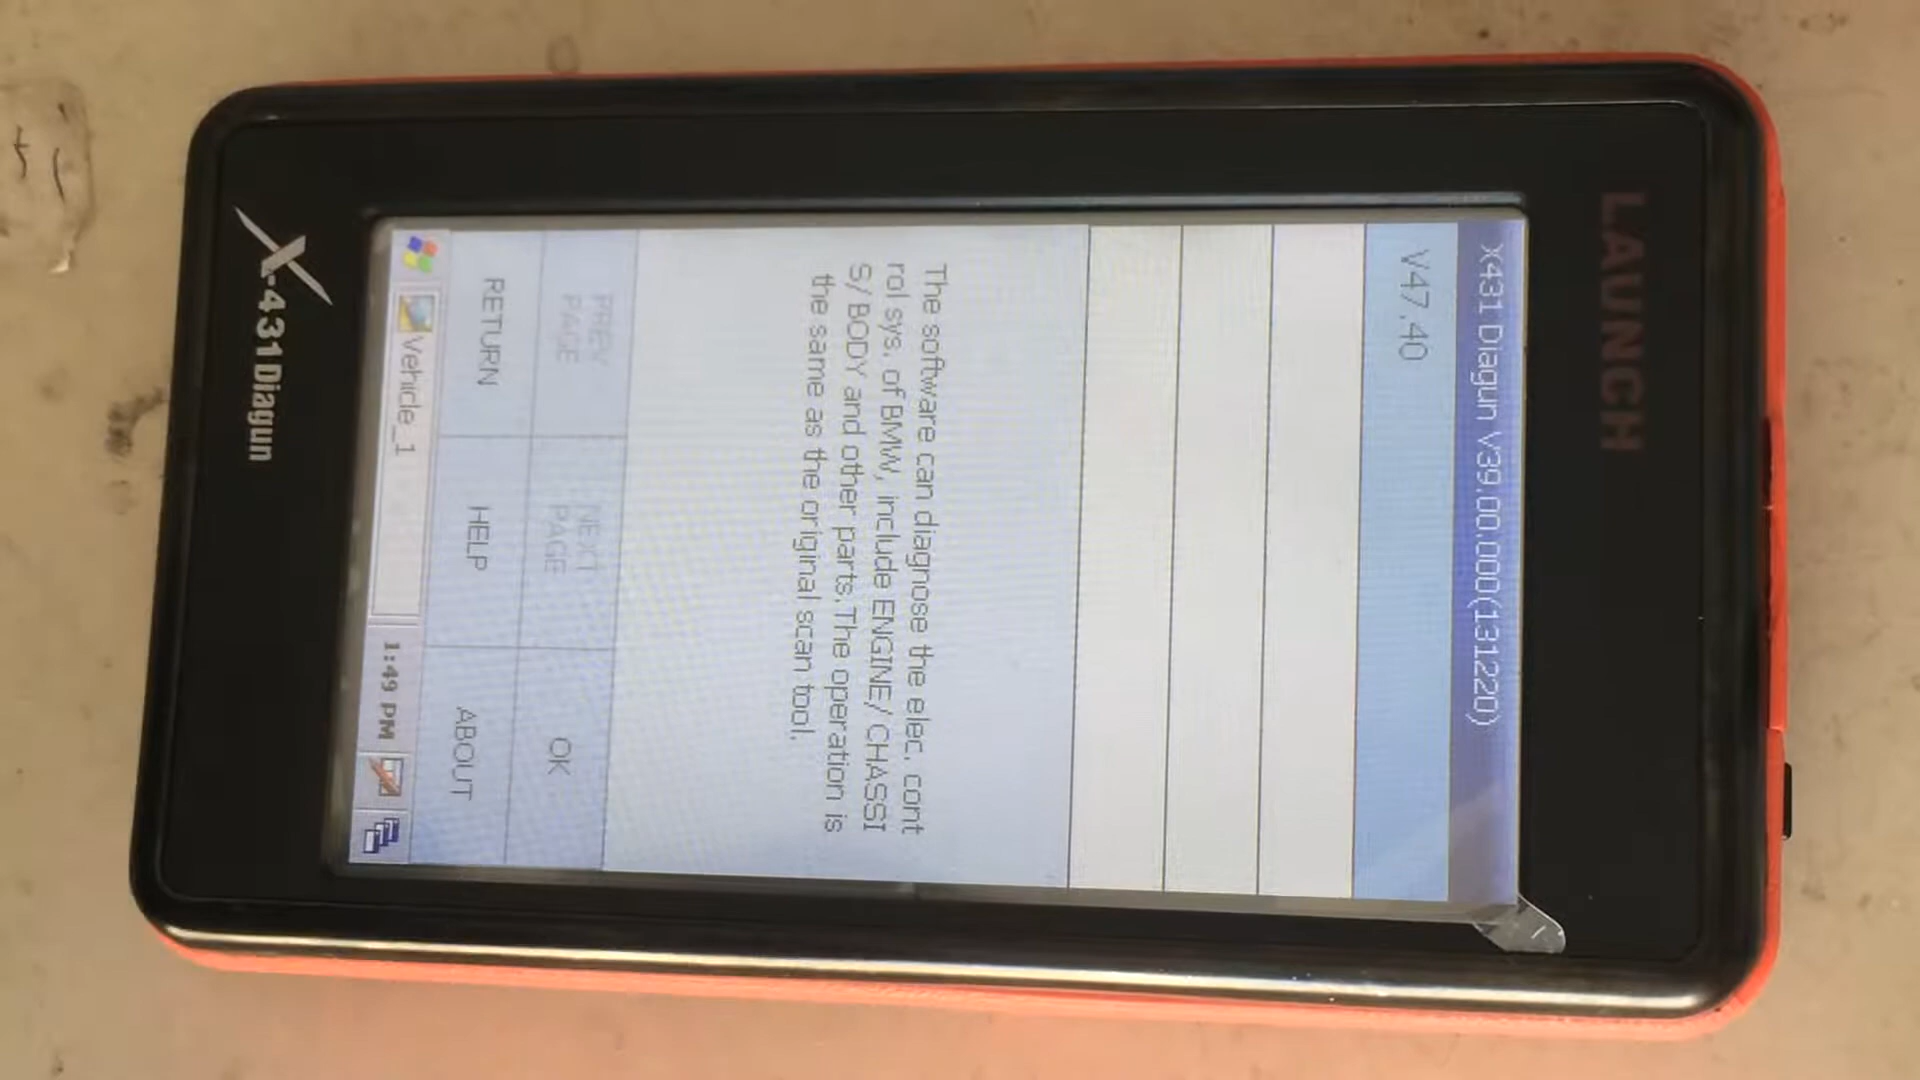 LAUNCH
X431 Diagun V39.00.000(131220)
V47.40
The software can diagnose the elec. cont
rol sys. of BMW, include ENGINE/ CHASSI
S/ BODY and other parts.The operation is
the same as the original scan tool.
PREV PAGE
NEXT PAGE
OK
RETURN
HELP
ABOUT
Vehicle_1
1:49 PM
X-431 Diagun